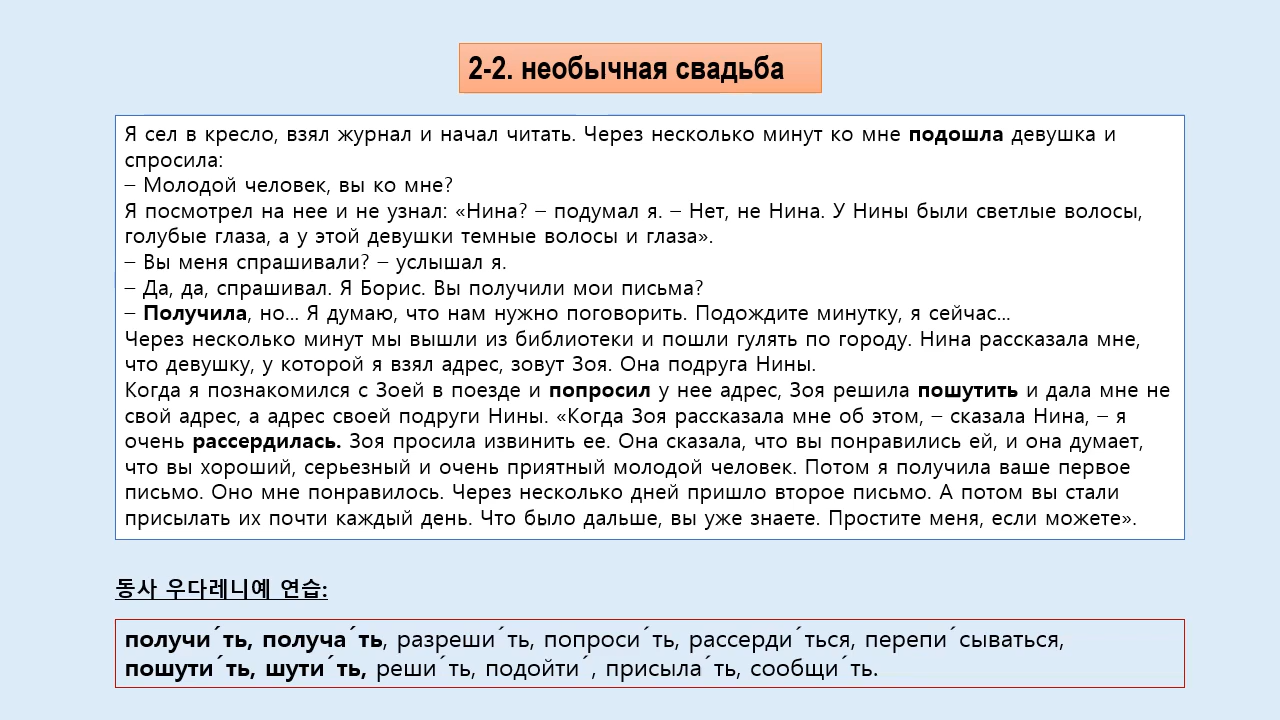 2-2. необычная свадьба
Я сел в кресло, взял журнал и начал читать. Через несколько минут ко мне подошла девушка и
спросила:
– Молодой человек, вы ко мне?
Я посмотрел на нее и не узнал: «Нина? – подумал я. – Нет, не Нина. У Нины были светлые волосы,
голубые глаза, а у этой девушки темные волосы и глаза».
– Вы меня спрашивали? – услышал я.
– Да, да, спрашивал. Я Борис. Вы получили мои письма?
– Получила, но... Я думаю, что нам нужно поговорить. Подождите минутку, я сейчас...
Через несколько минут мы вышли из библиотеки и пошли гулять по городу. Нина рассказала мне,
что девушку, у которой я взял адрес, зовут Зоя. Она подруга Нины.
Когда я познакомился с Зоей в поезде и попросил у нее адрес, Зоя решила пошутить и дала мне не
свой адрес, а адрес своей подруги Нины. «Когда Зоя рассказала мне об этом, – сказала Нина, – я
очень рассердилась. Зоя просила извинить ее. Она сказала, что вы понравились ей, и она думает,
что вы хороший, серьезный и очень приятный молодой человек. Потом я получила ваше первое
письмо. Оно мне понравилось. Через несколько дней пришло второе письмо. А потом вы стали
присылать их почти каждый день. Что было дальше, вы уже знаете. Простите меня, если можете».
동사 우다레니예 연습:
получи´ть, получа´ть, разреши´ть, попроси´ть, рассерди´ться, перепи´сываться,
пошути´ть, шути´ть, реши´ть, подойти´, присыла´ть, сообщи´ть.